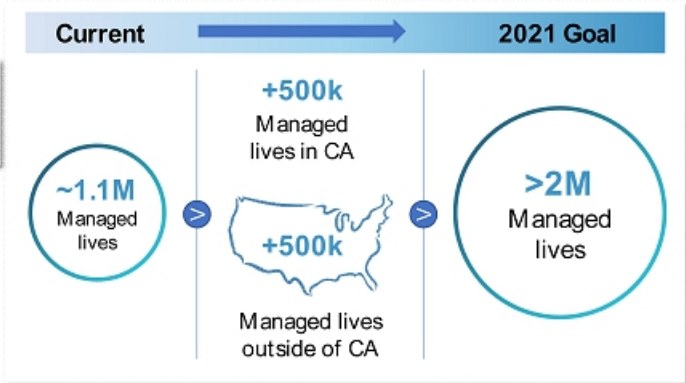 Current
2021 Goal
+500k
Managed
lives in CA
~1.1M
Managed
lives
>
+500k
>
>2M
Managed
lives
Managed lives
outside of CA